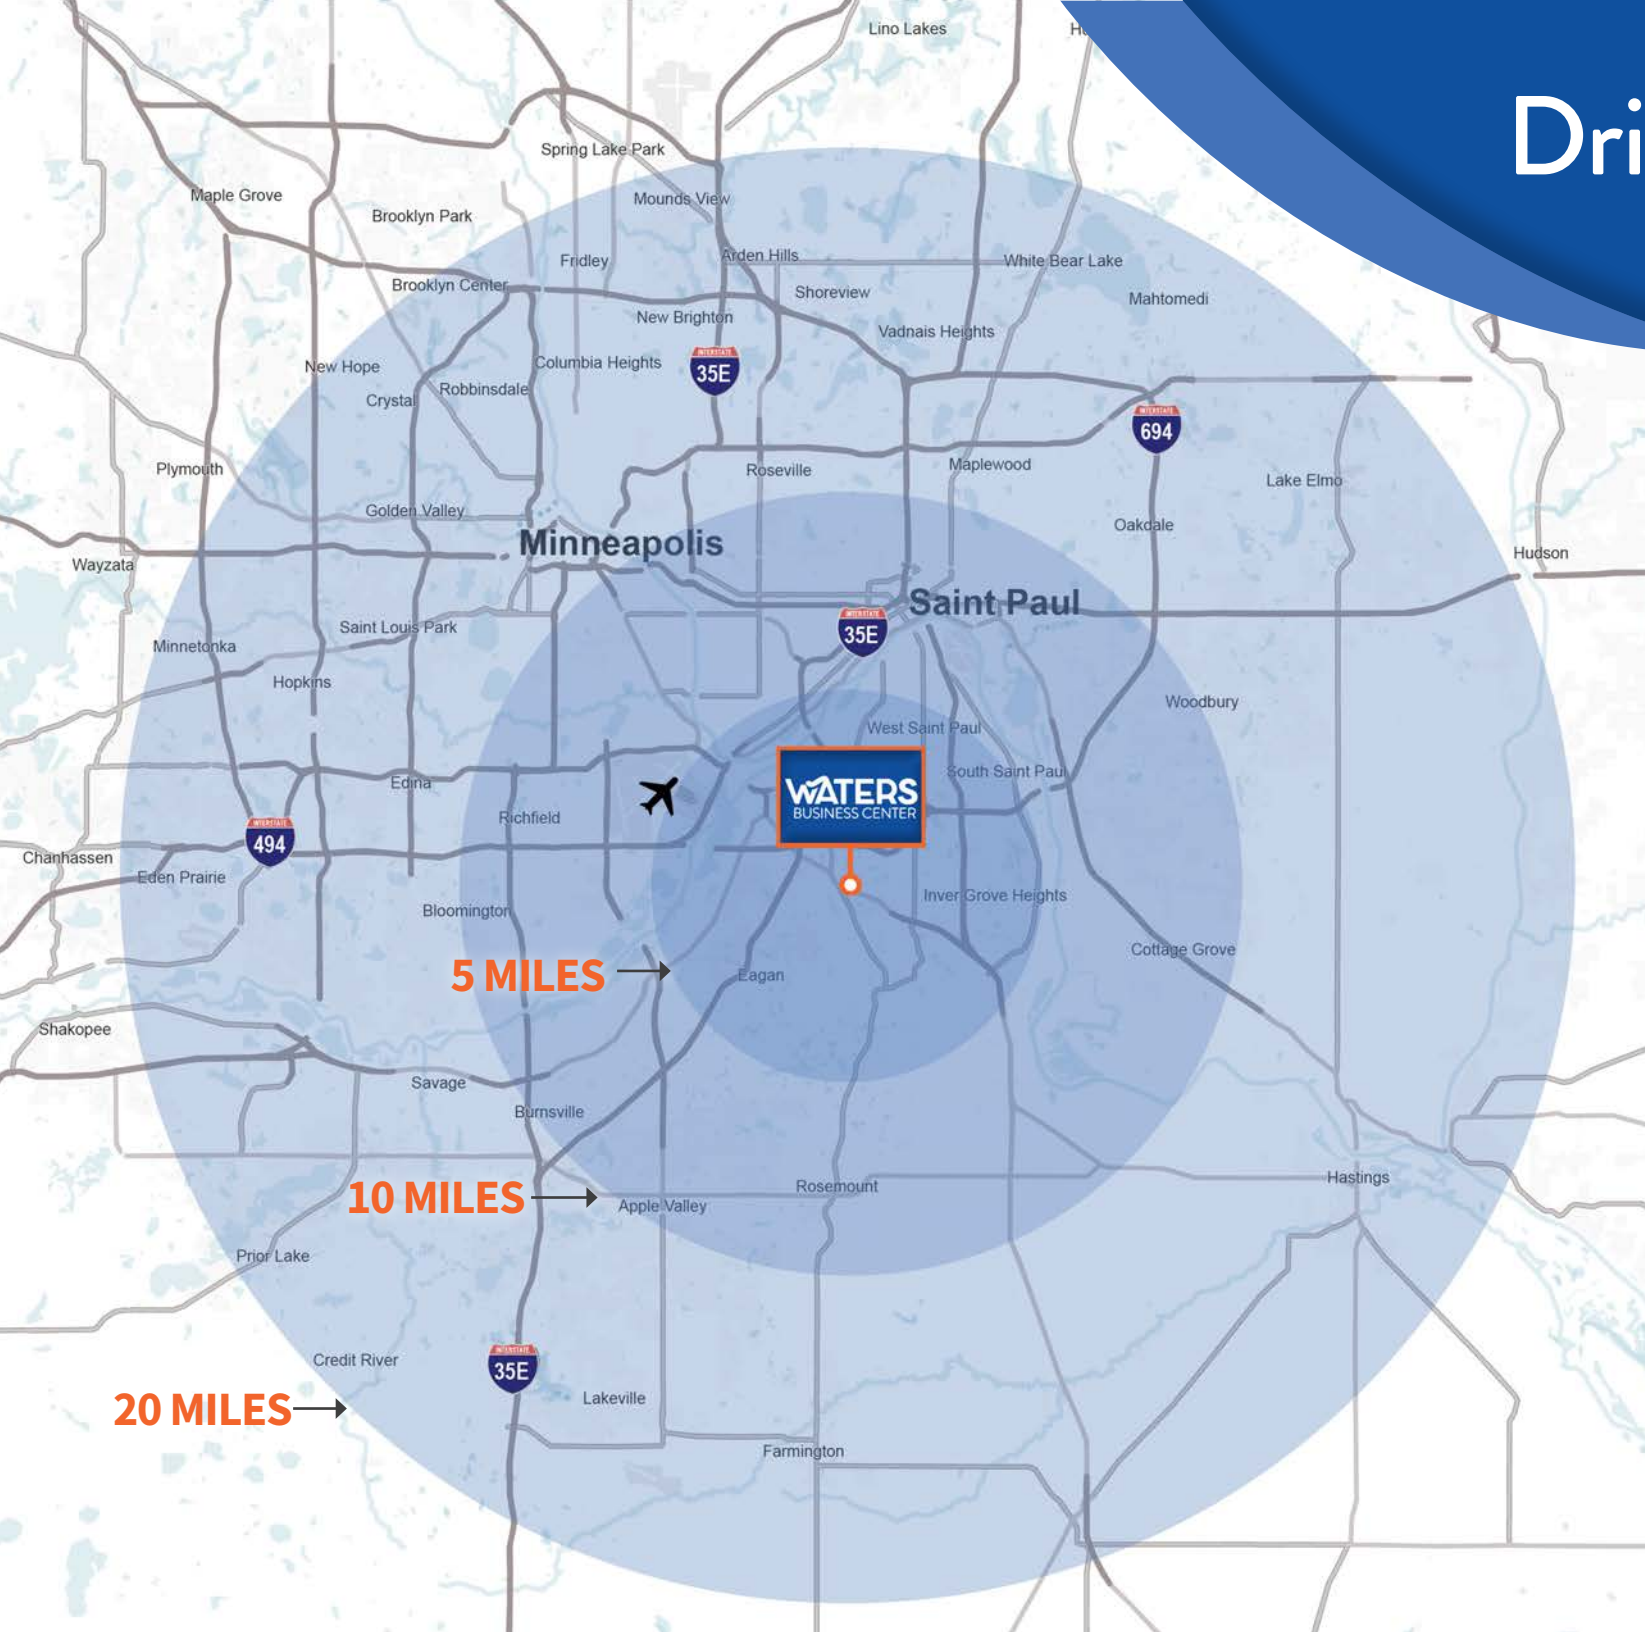 Lino Lakes
Dri
Spring Lake Park
Maple Grove
Mounds View
Brooklyn Park
Arden Hills
Fridley
White Bear Lake
Brooklyn Center
Shoreview
Mahtomedi
New Brighton
Vadnais Heights
New Hope
Columbia Heights
INTERSTATE
35E
Robbinsdale
Crystal
INTERSTATE
694
Plymouth
Roseville
Maplewood
Lake Elmo
Golden Valley
Oakdale
Minneapolis
Hudson
Wayzata
Saint Paul
INTERSTATE
35E
Saint Louis Park
Minnetonka
Hopkins
Woodbury
West Saint Paul
South Saint Paul
Edina
WATERS
BUSINESS CENTER
Richfield
INTERSTATE
494
Chanhassen
Eden Prairie
Inver Grove Heights
Bloomington
Cottage Grove
5 MILES
Eagan
Shakopee
Savage
Burnsville
Hastings
Rosemount
10 MILES
Apple Valley
Prior Lake
Credit River
INTERSTATE
35E
Lakeville
20 MILES
Farmington